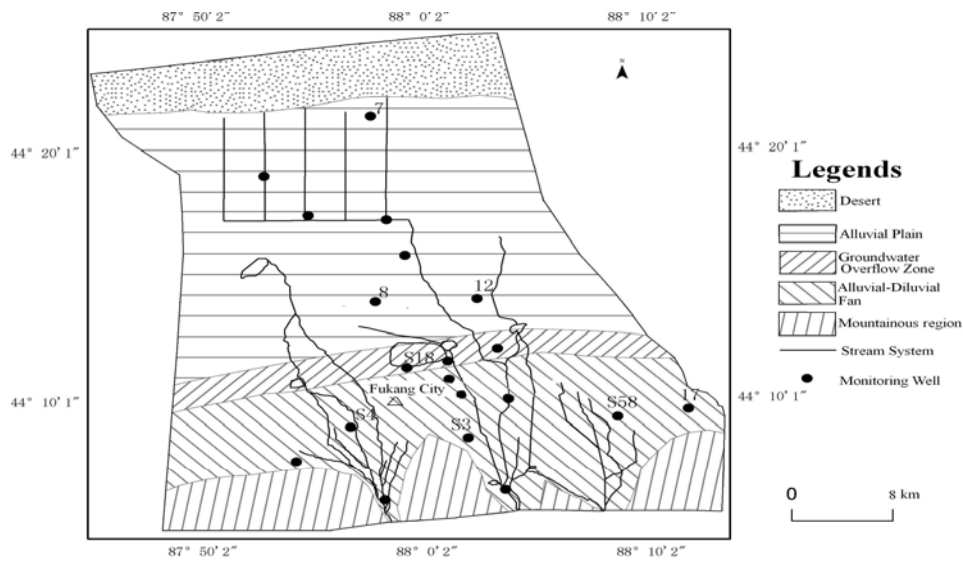 87° 50′ 2″ 88° 0′ 2″ 88° 10′ 2″
N
7
44° 20′ 1″ 44° 20′ 1″
Legends
Desert
Alluvial Plain
Groundwater
Overflow Zone
Alluvial-Diluvial
Fan
Mountainous region
Stream System
Monitoring Well
12
8
S18
Fukang City
44° 10′ 1″ 44° 10′ 1″
17
S58
S4
S3
0 8 km
87° 50′ 2″ 88° 0′ 2″ 88° 10′ 2″